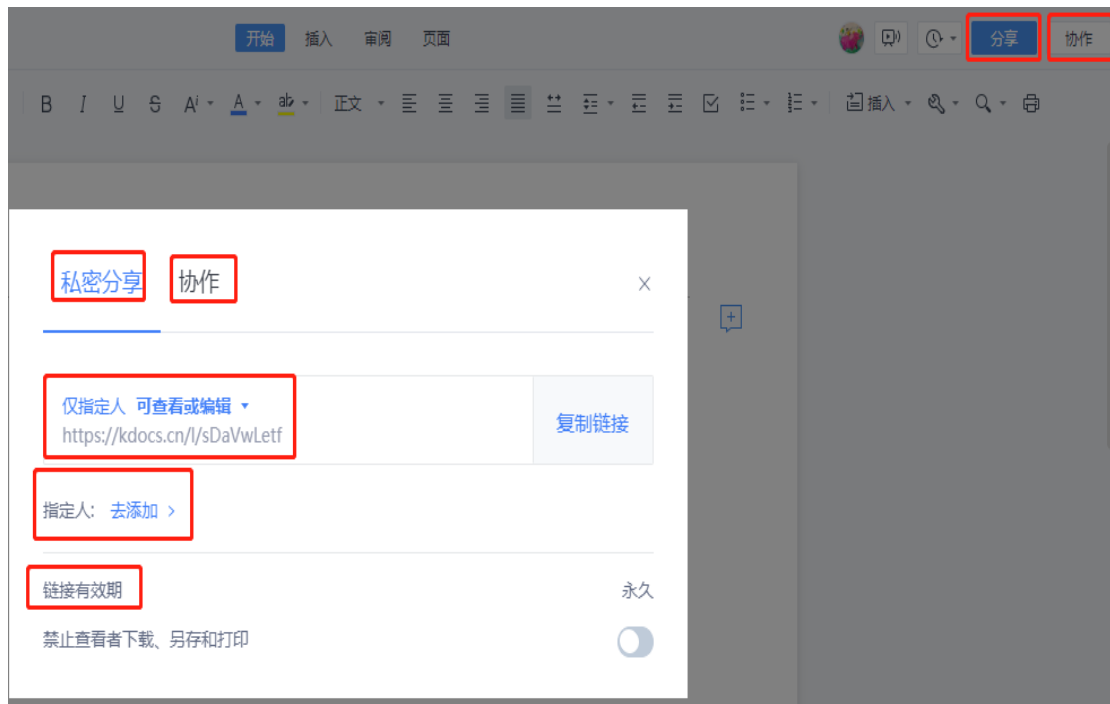 开始 插入 审阅 页面 分享 协作
B I U S A A ab 正文 插入
私密分享 协作
仅指定人 可查看或编辑
https://kdocs.cn/l/sDaVwLetf
复制链接
指定人: 去添加 >
链接有效期 永久
禁止查看者下载、另存和打印